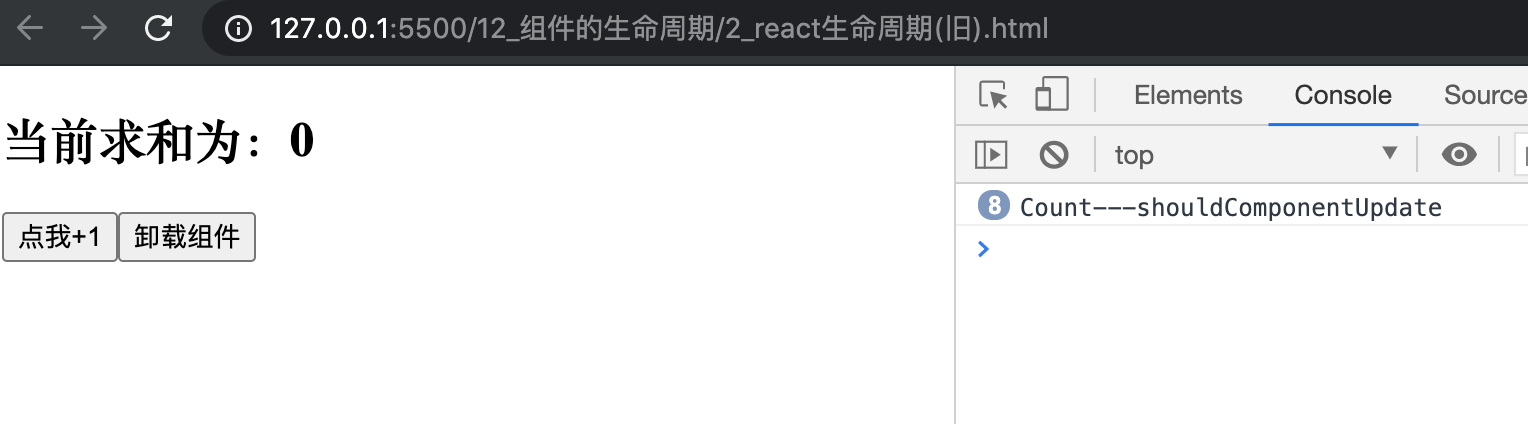 127.0.0.1:5500/12_组件的生命周期/2_react生命周期(旧).html
当前求和为：0
点我+1 卸载组件
Elements Console Source
top
8 Count---shouldComponentUpdate